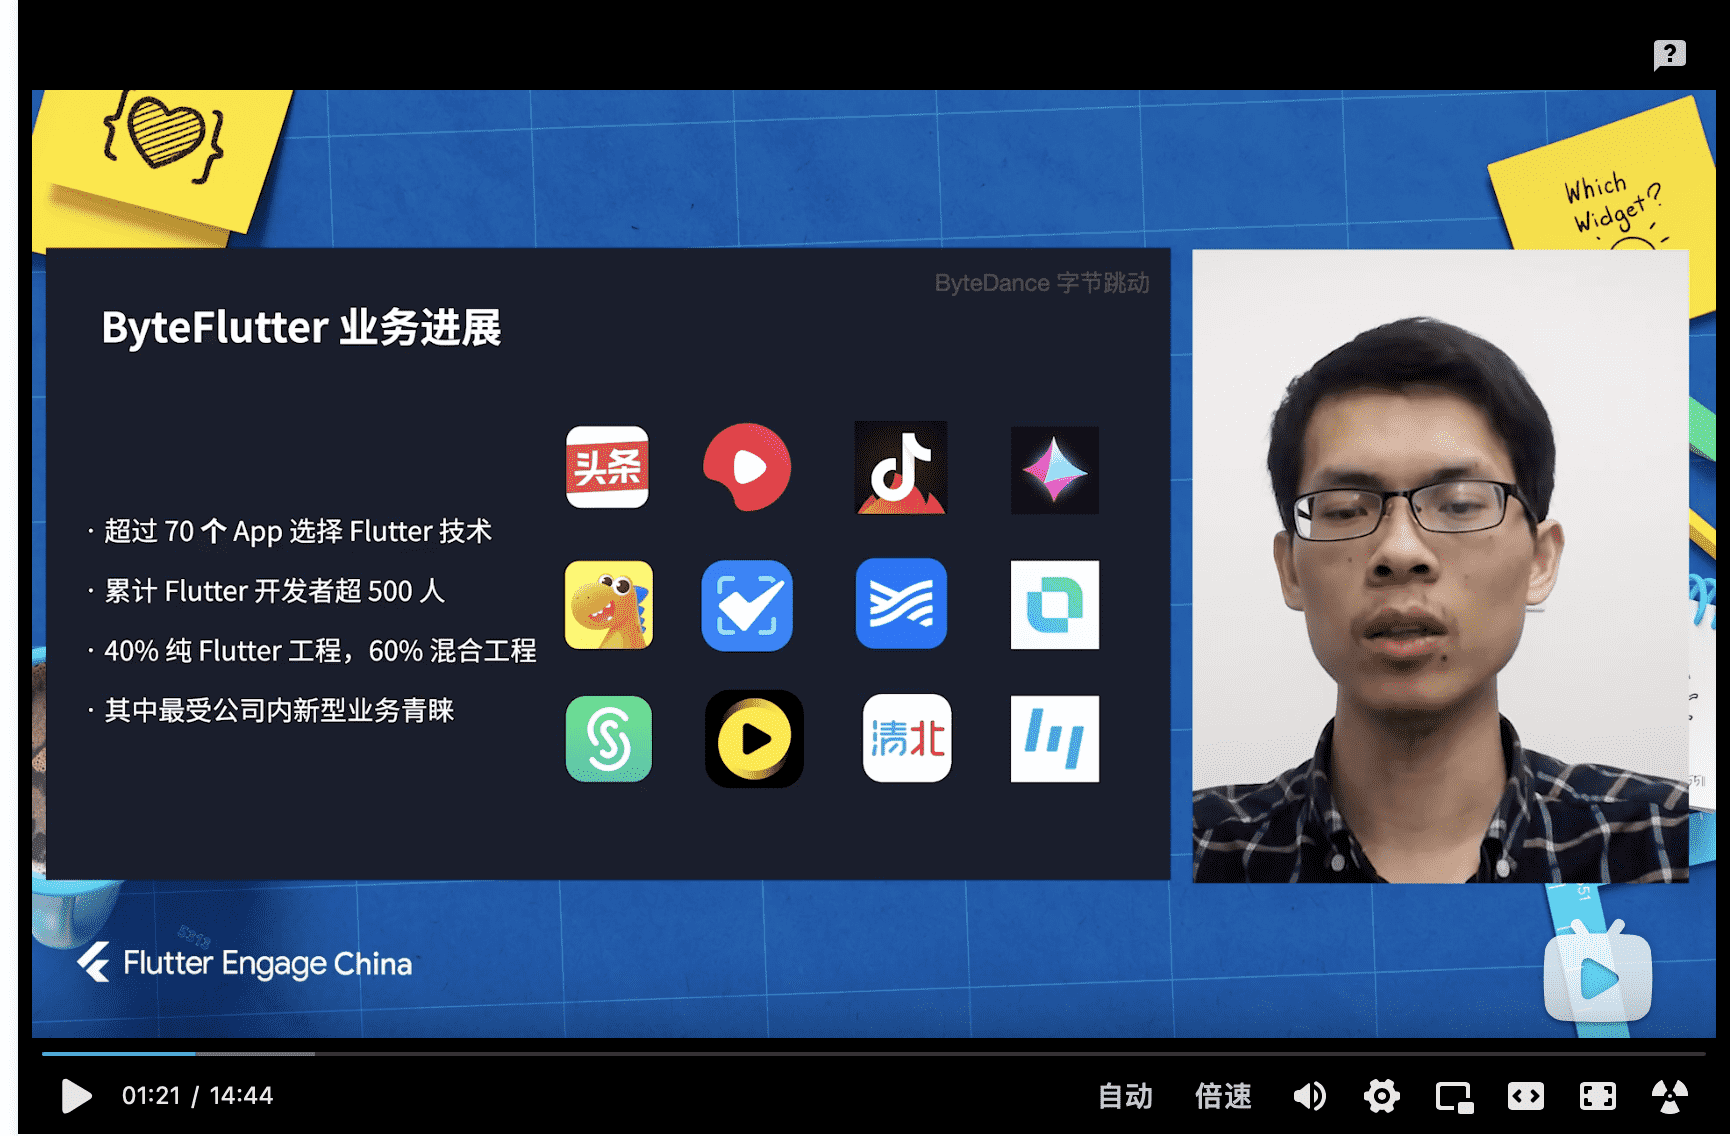 ?
Which
Widget?
ByteDance 字节跳动
ByteFlutter 业务进展
头条
· 超过 70 个 App 选择 Flutter 技术
· 累计 Flutter 开发者超 500 人
· 40% 纯 Flutter 工程，60% 混合工程
· 其中最受公司内新型业务青睐
清北
51
Flutter Engage China
01:21 / 14:44
自动
倍速